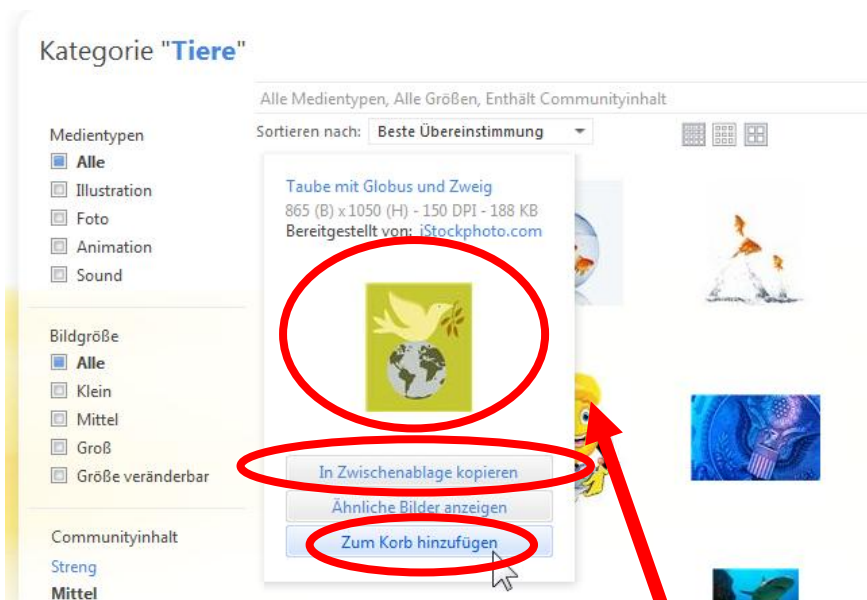 Kategorie "Tiere"
Alle Medientypen, Alle Größen, Enthält Communityinhalt
Sortieren nach: Beste Übereinstimmung
Medientypen
Alle
Illustration
Foto
Animation
Sound
Bildgröße
Alle
Klein
Mittel
Groß
Größe veränderbar
Communityinhalt
Streng
Mittel
Taube mit Globus und Zweig
865 (B) x 1050 (H) - 150 DPI - 188 KB
Bereitgestellt von: iStockphoto.com
In Zwischenablage kopieren
Ähnliche Bilder anzeigen
Zum Korb hinzufügen